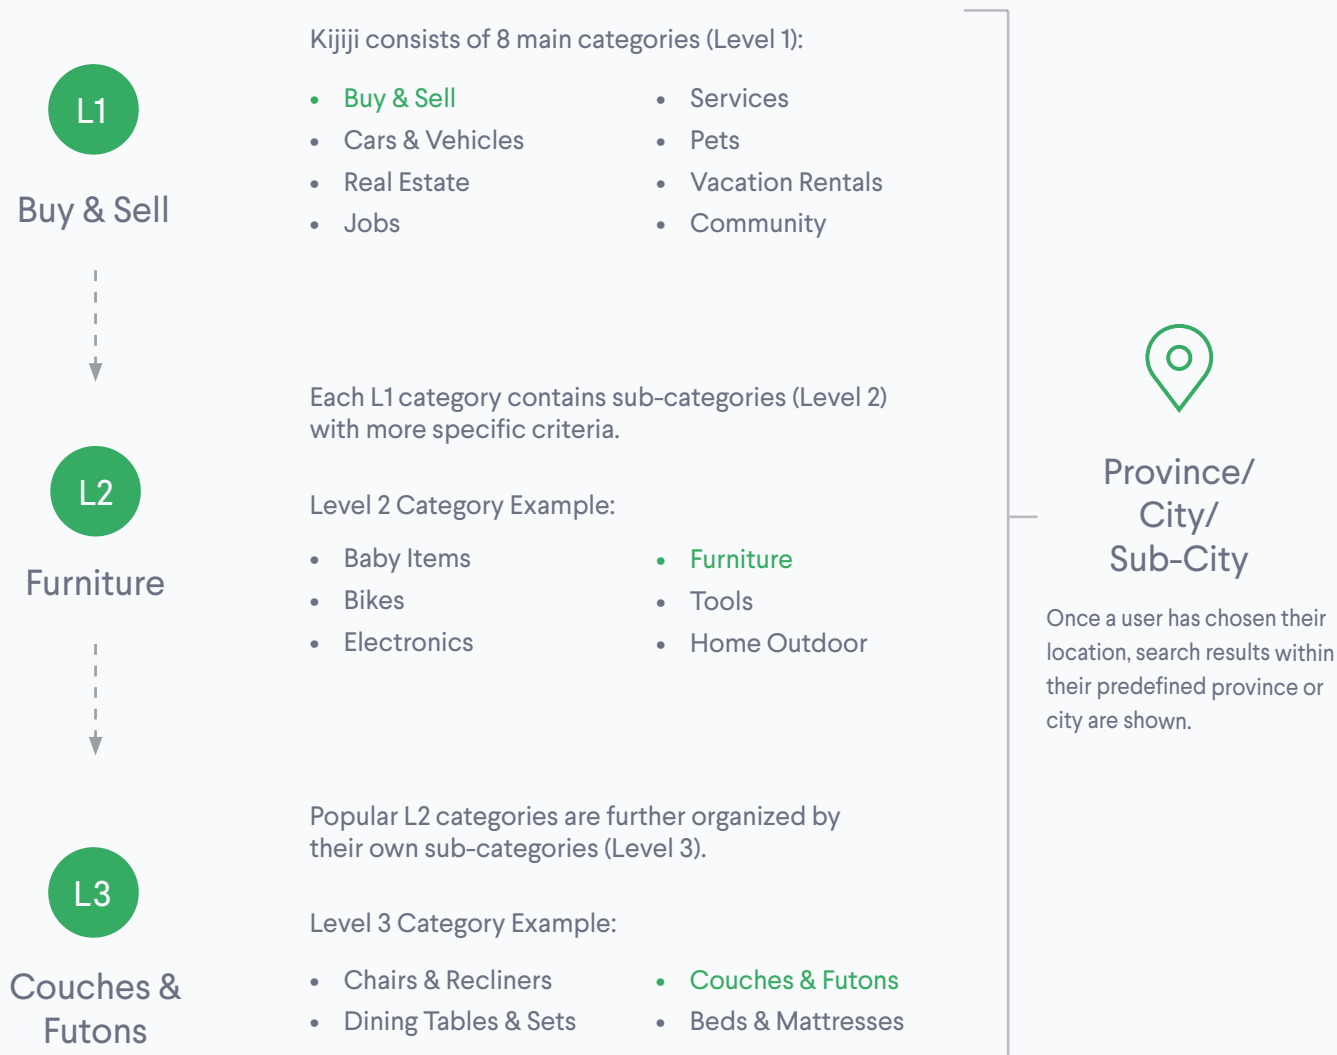 L1
Buy & Sell
Kijiji consists of 8 main categories (Level 1):
• Buy & Sell
• Cars & Vehicles
• Real Estate
• Jobs
• Services
• Pets
• Vacation Rentals
• Community
L2
Furniture
Each L1 category contains sub-categories (Level 2)
with more specific criteria.
Level 2 Category Example:
• Baby Items
• Bikes
• Electronics
• Furniture
• Tools
• Home Outdoor
L3
Couches &
Futons
Popular L2 categories are further organized by
their own sub-categories (Level 3).
Level 3 Category Example:
• Chairs & Recliners
• Dining Tables & Sets
• Couches & Futons
• Beds & Mattresses
Province/
City/
Sub-City
Once a user has chosen their
location, search results within
their predefined province or
city are shown.